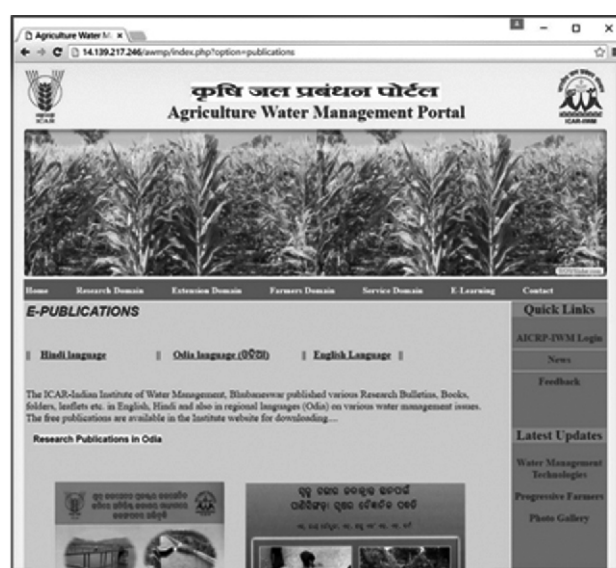 Agriculture Water M
14.139.217.246/awmp/index.php?option=publications
कृषि जल प्रबंधन पोर्टल
Agriculture Water Management Portal
ICAR
ICAR-IIWM
Home Research Domain Extension Domain Farmers Domain Service Domain E-Learning Contact
E-PUBLICATIONS
|| Hindi language || Odia language (ଓଡ଼ିଆ) || English Language ||
The ICAR-Indian Institute of Water Management, Bhubaneswar published various Research Bulletins, Books,
folders, leaflets etc. in English, Hindi and also in regional languages (Odia) on various water management issues.
The free publications are available in the Institute website for downloading....
Research Publications in Odia
Quick Links
AICRP-IWM Login
News
Feedback
Latest Updates
Water Management
Technologies
Progressive Farmers
Photo Gallery